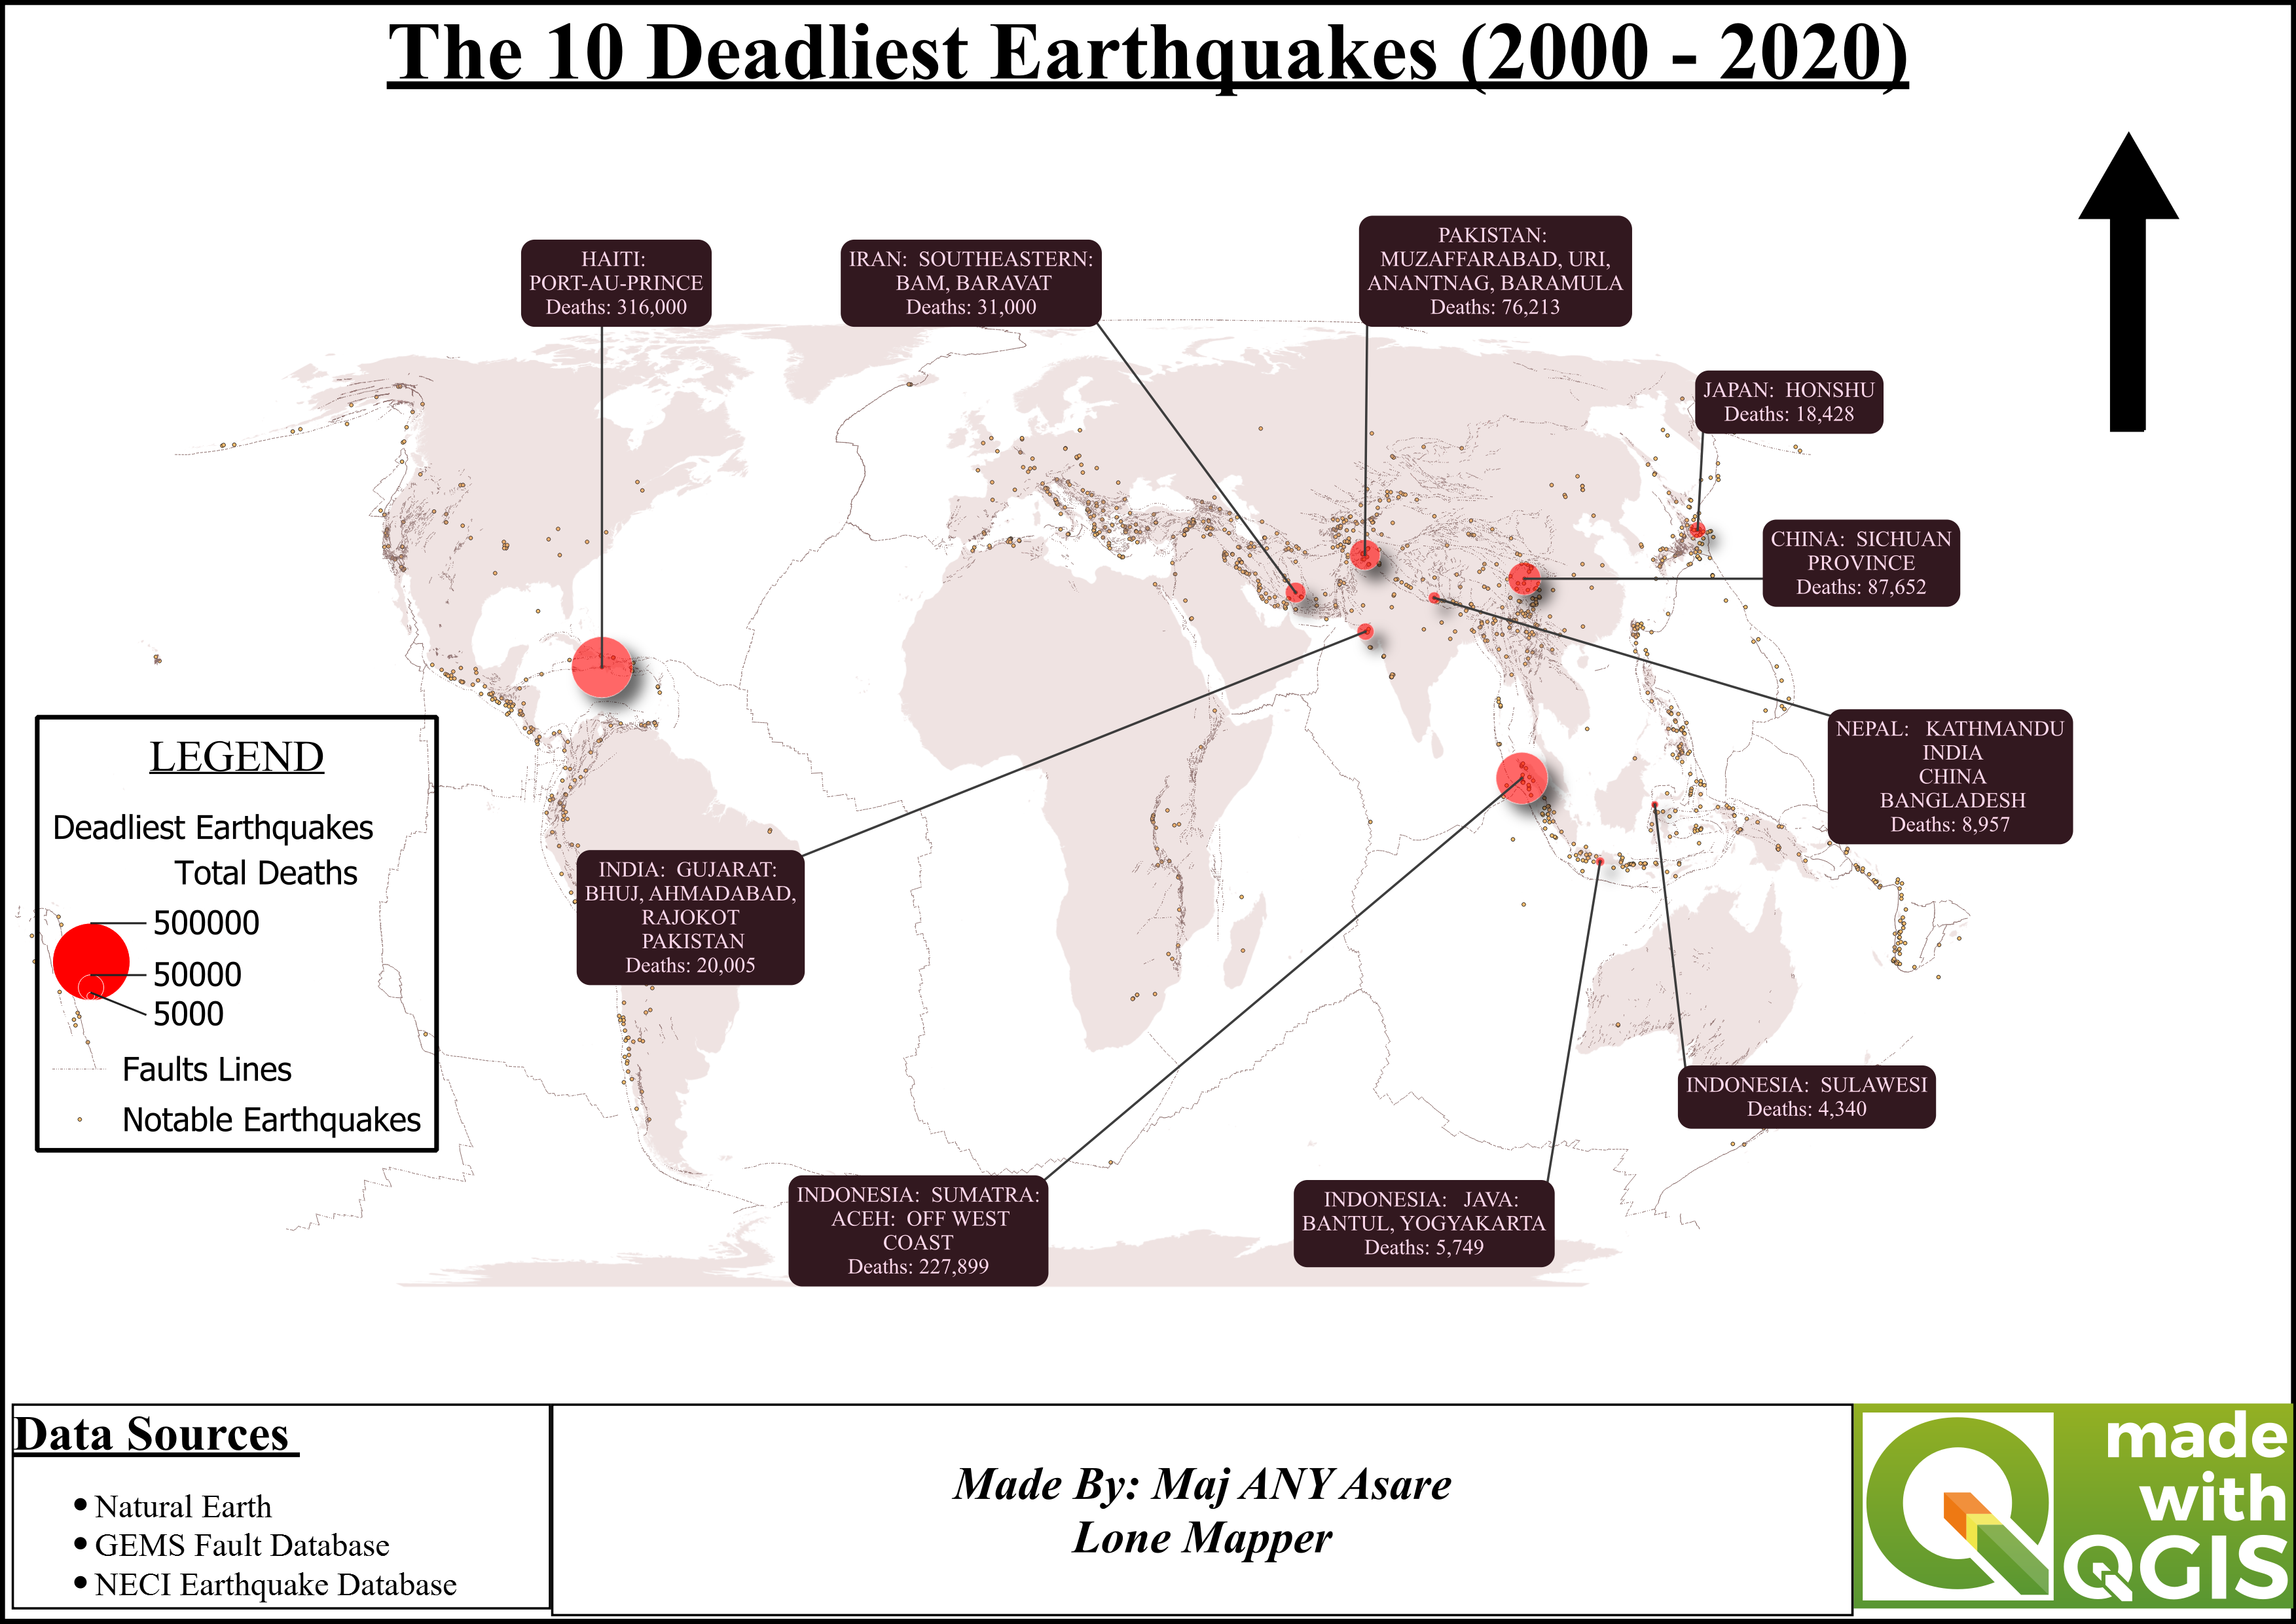 The 10 Deadliest Earthquakes (2000 - 2020)
HAITI:
PORT-AU-PRINCE
Deaths: 316,000
IRAN: SOUTHEASTERN:
BAM, BARAVAT
Deaths: 31,000
PAKISTAN:
MUZAFFARABAD, URI,
ANANTNAG, BARAMULA
Deaths: 76,213
JAPAN: HONSHU
Deaths: 18,428
CHINA: SICHUAN
PROVINCE
Deaths: 87,652
NEPAL: KATHMANDU
INDIA
CHINA
BANGLADESH
Deaths: 8,957
LEGEND
Deadliest Earthquakes
Total Deaths
500000
50000
5000
Faults Lines
Notable Earthquakes
INDIA: GUJARAT:
BHUJ, AHMADABAD,
RAJOKOT
PAKISTAN
Deaths: 20,005
INDONESIA: SULAWESI
Deaths: 4,340
INDONESIA: SUMATRA:
ACEH: OFF WEST
COAST
Deaths: 227,899
INDONESIA: JAVA:
BANTUL, YOGYAKARTA
Deaths: 5,749
Data Sources
• Natural Earth
• GEMS Fault Database
• NECI Earthquake Database
Made By: Maj ANY Asare
Lone Mapper
made
with
QGIS